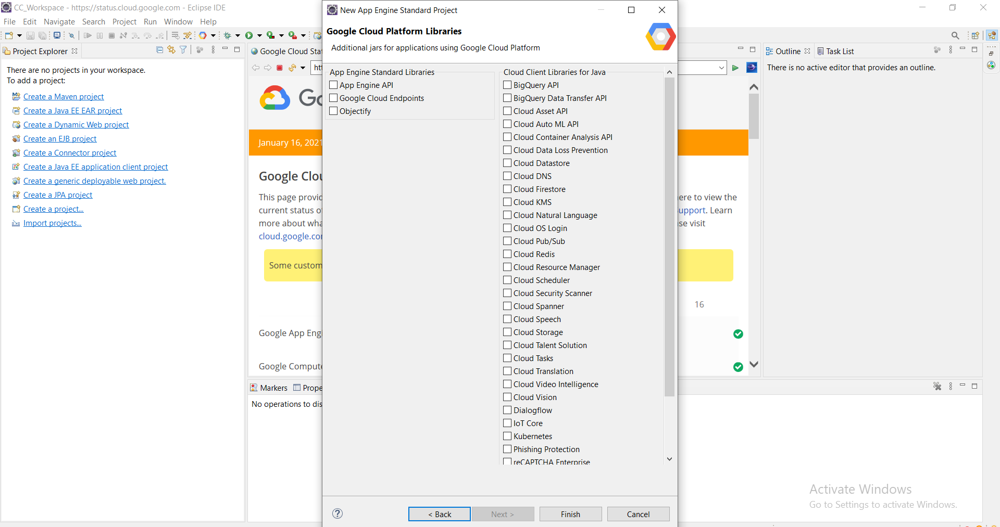 CC_Workspace - https://status.cloud.google.com - Eclipse IDE
File Edit Navigate Search Project Run Window Help
Project Explorer
There are no projects in your workspace.
To add a project:
Create a Maven project
Create a Java EE EAR project
Create a Dynamic Web project
Create an EJB project
Create a Connector project
Create a Java EE application client project
Create a generic deployable web project.
Create a JPA project
Create a project...
Import projects...
Google Cloud Sta
htt
Go
January 16, 2021
Google Clou
This page provid
current status o
more about wha
cloud.google.com
Some custom
Google App Engi
Google Compute
Markers Prope
No operations to dis
New App Engine Standard Project
Google Cloud Platform Libraries
Additional jars for applications using Google Cloud Platform
App Engine Standard Libraries
App Engine API
Google Cloud Endpoints
Objectify
Cloud Client Libraries for Java
BigQuery API
BigQuery Data Transfer API
Cloud Asset API
Cloud Auto ML API
Cloud Container Analysis API
Cloud Data Loss Prevention
Cloud Datastore
Cloud DNS
Cloud Firestore
Cloud KMS
Cloud Natural Language
Cloud OS Login
Cloud Pub/Sub
Cloud Redis
Cloud Resource Manager
Cloud Scheduler
Cloud Security Scanner
Cloud Spanner
Cloud Speech
Cloud Storage
Cloud Talent Solution
Cloud Tasks
Cloud Translation
Cloud Video Intelligence
Cloud Vision
Dialogflow
IoT Core
Kubernetes
Phishing Protection
reCAPTCHA Enterprise
< Back Next > Finish Cancel
ere to view the
upport. Learn
se visit
16
Outline Task List
There is no active editor that provides an outline.
Activate Windows
Go to Settings to activate Windows.